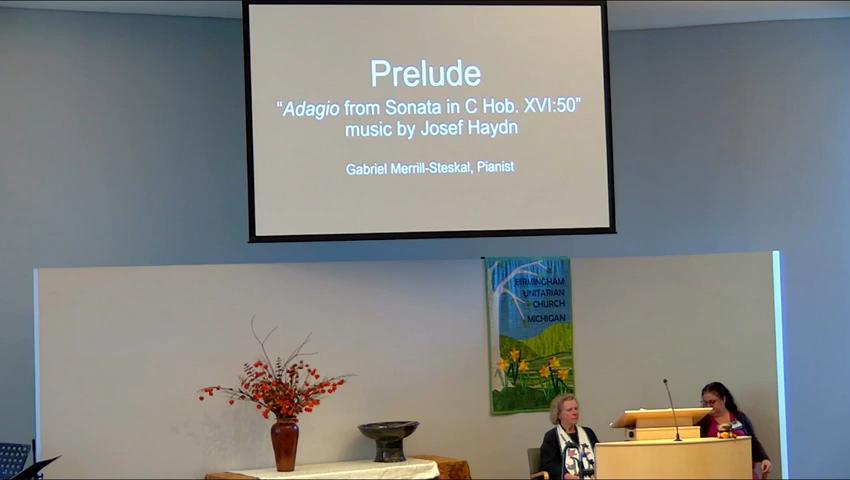 Prelude
“Adagio from Sonata in C Hob. XVI:50”
music by Josef Haydn
Gabriel Merrill-Steskal, Pianist
BIRMINGHAM
UNITARIAN
CHURCH
MICHIGAN